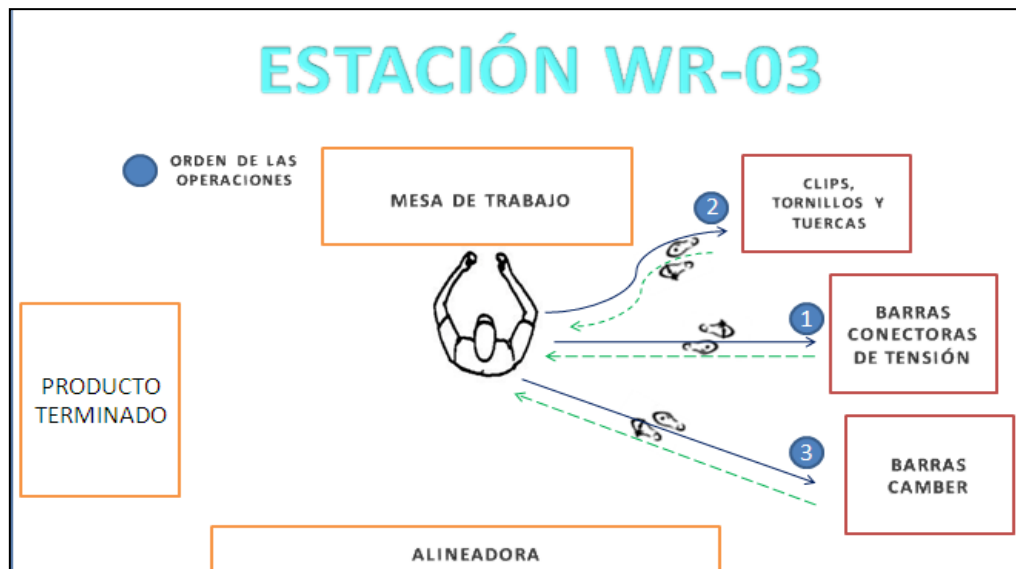 ESTACIÓN WR-03
ORDEN DE LAS
OPERACIONES
MESA DE TRABAJO
2
CLIPS,
TORNILLOS Y
TUERCAS
1
BARRAS
CONECTORAS
DE TENSIÓN
PRODUCTO
TERMINADO
3
BARRAS
CAMBER
ALINEADORA